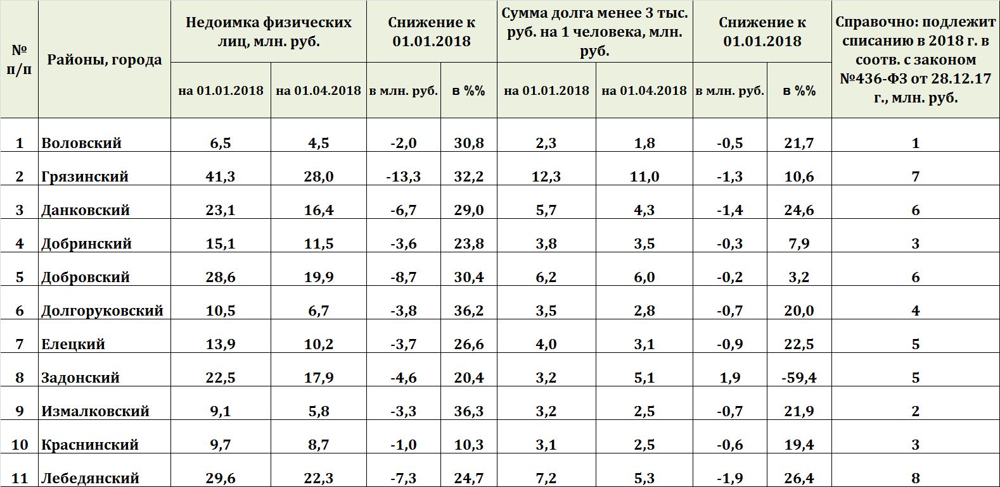 № п/п
Районы, города
Недоимка физических
лиц, млн. руб.
Снижение к
01.01.2018
Сумма долга менее 3 тыс.
руб. на 1 человека, млн.
руб.
Снижение к
01.01.2018
Справочно: подлежит
списанию в 2018 г. в
соотв. с законом
№436-ФЗ от 28.12.17
г., млн. руб.
на 01.01.2018 на 01.04.2018 в млн. руб. в %% на 01.01.2018 на 01.04.2018 в млн. руб. в %%
1 Воловский 6,5 4,5 -2,0 30,8 2,3 1,8 -0,5 21,7 1
2 Грязинский 41,3 28,0 -13,3 32,2 12,3 11,0 -1,3 10,6 7
3 Данковский 23,1 16,4 -6,7 29,0 5,7 4,3 -1,4 24,6 6
4 Добринский 15,1 11,5 -3,6 23,8 3,8 3,5 -0,3 7,9 3
5 Добровский 28,6 19,9 -8,7 30,4 6,2 6,0 -0,2 3,2 6
6 Долгоруковский 10,5 6,7 -3,8 36,2 3,5 2,8 -0,7 20,0 4
7 Елецкий 13,9 10,2 -3,7 26,6 4,0 3,1 -0,9 22,5 5
8 Задонский 22,5 17,9 -4,6 20,4 3,2 5,1 1,9 -59,4 5
9 Измалковский 9,1 5,8 -3,3 36,3 3,2 2,5 -0,7 21,9 2
10 Краснинский 9,7 8,7 -1,0 10,3 3,1 2,5 -0,6 19,4 3
11 Лебедянский 29,6 22,3 -7,3 24,7 7,2 5,3 -1,9 26,4 8